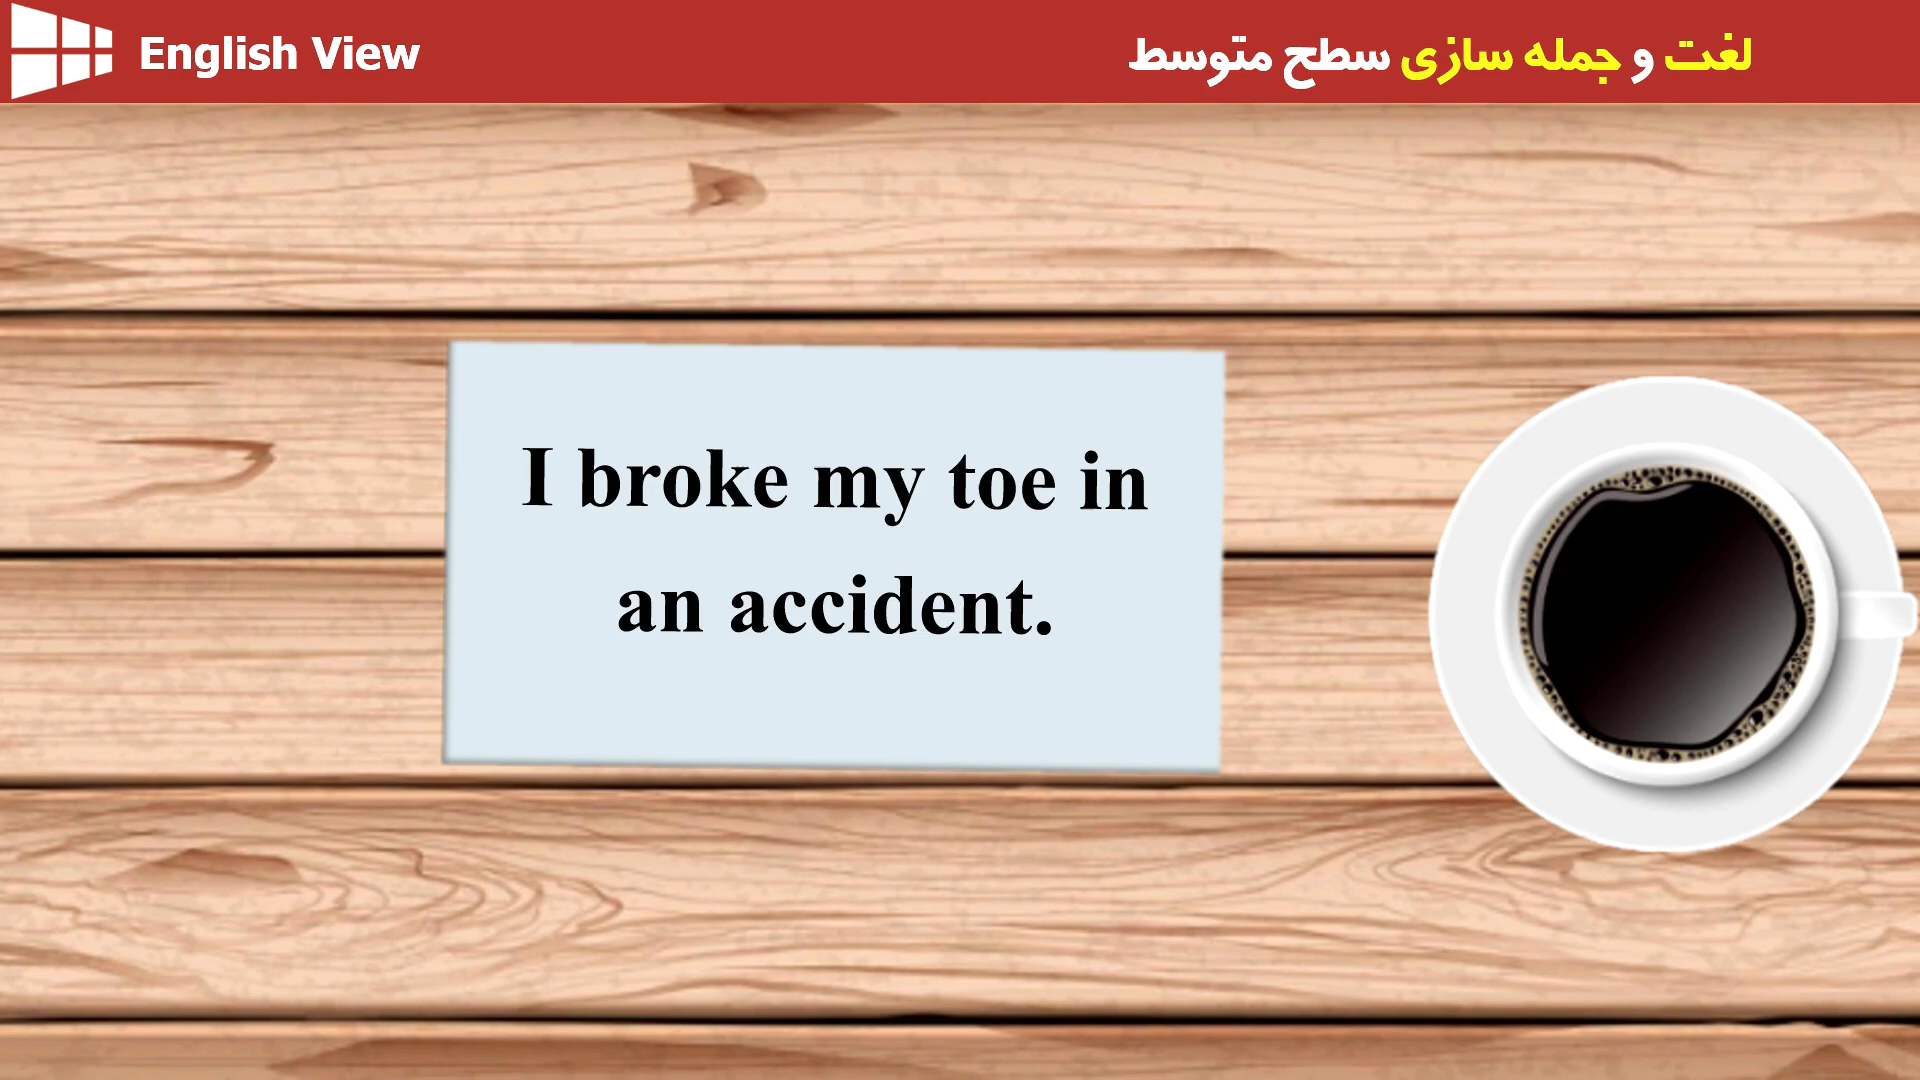 English View
لغت و جمله سازی سطح متوسط
I broke my toe in
an accident.